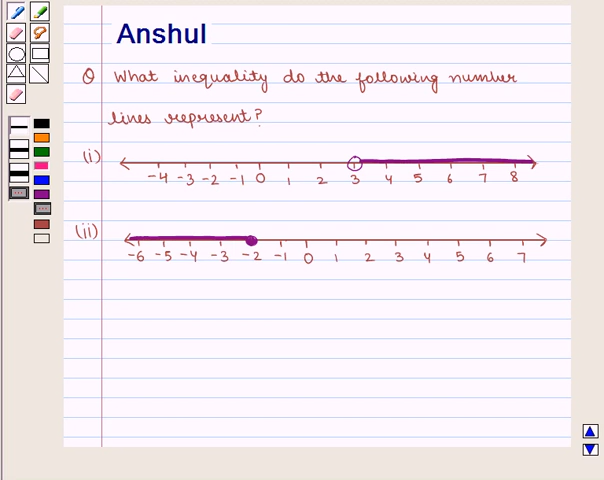 Anshul
Q What inequality do the following number
lines represent?
(i)
-4 -3 -2 -1 0 1 2 3 4 5 6 7 8
(ii)
-6 -5 -4 -3 -2 -1 0 1 2 3 4 5 6 7